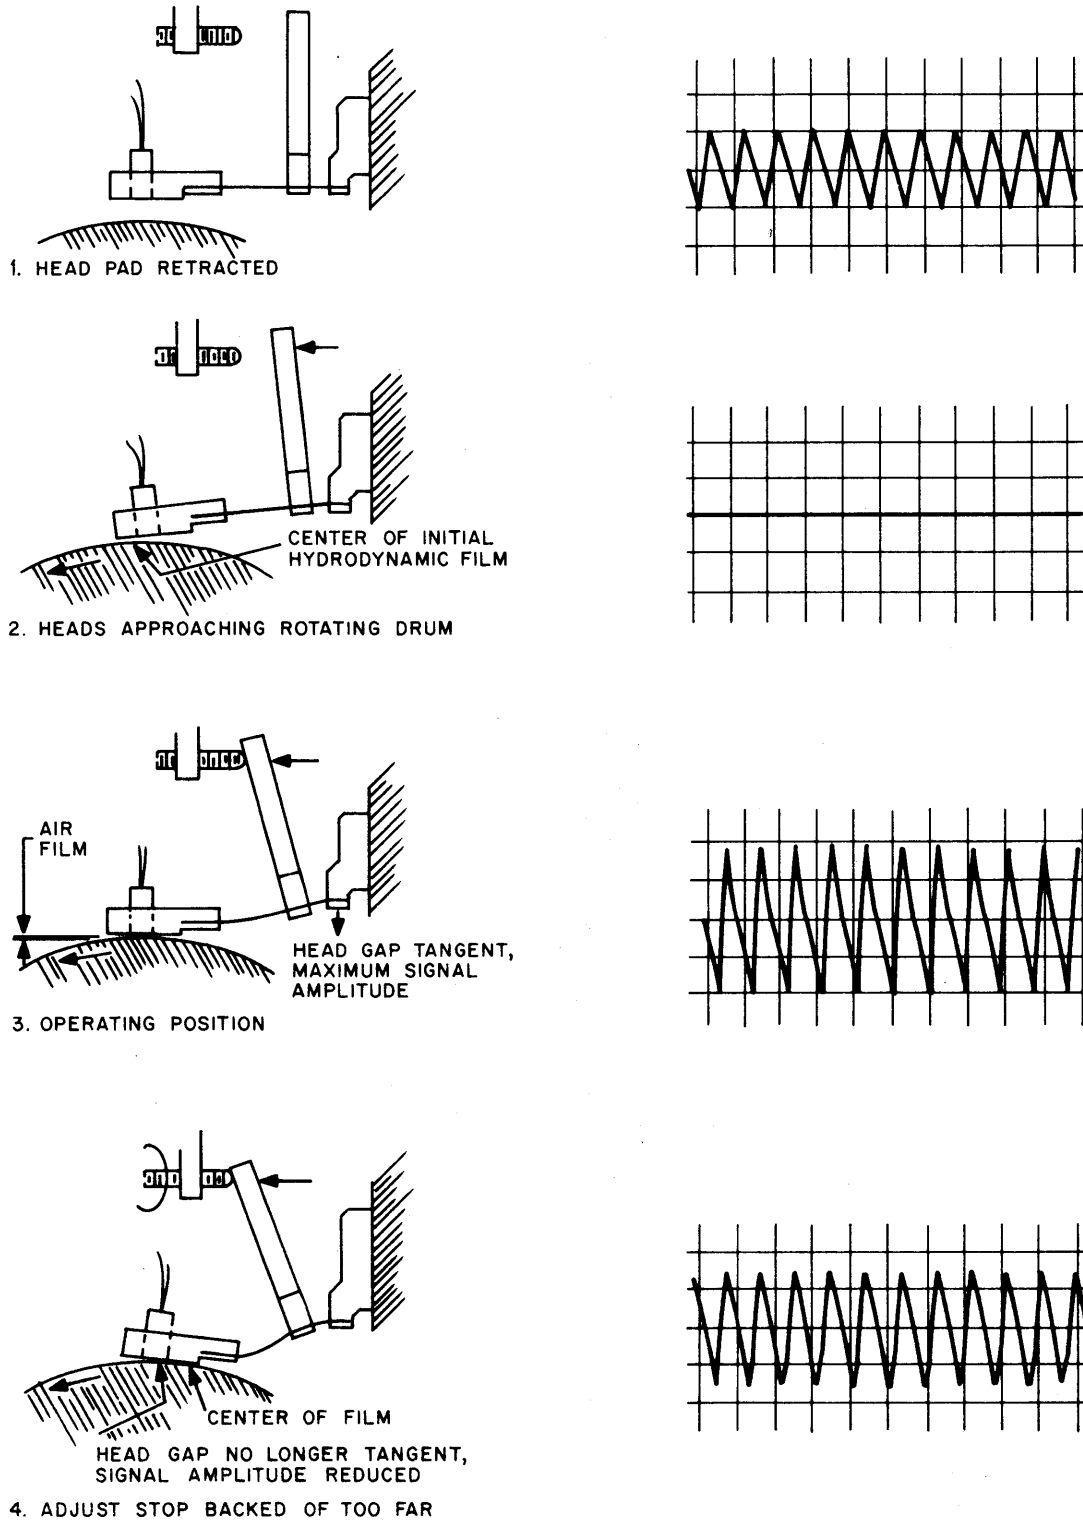 1. HEAD PAD RETRACTED
CENTER OF INITIAL
HYDRODYNAMIC FILM
2. HEADS APPROACHING ROTATING DRUM
AIR
FILM
HEAD GAP TANGENT,
MAXIMUM SIGNAL
AMPLITUDE
3. OPERATING POSITION
CENTER OF FILM
HEAD GAP NO LONGER TANGENT,
SIGNAL AMPLITUDE REDUCED
4. ADJUST STOP BACKED OF TOO FAR